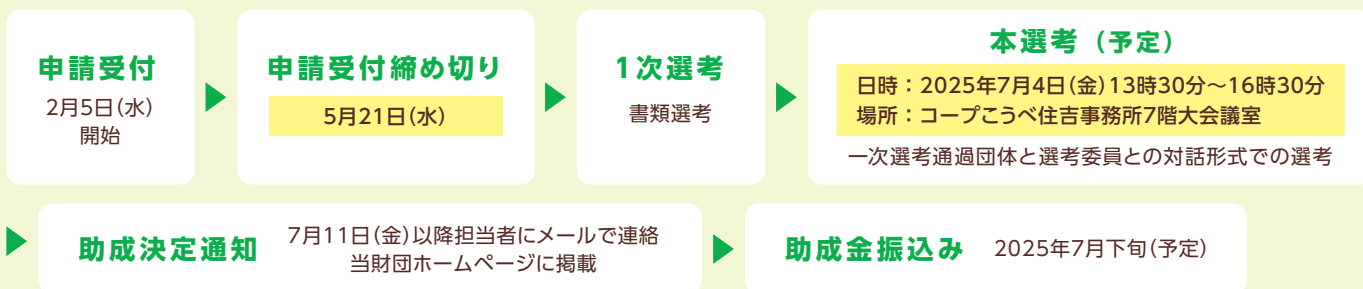 申請受付
2月5日(水)
開始
申請受付締め切り
5月21日(水)
1次選考
書類選考
本選考（予定）
日時：2025年7月4日(金)13時30分～16時30分
場所：コープこうべ住吉事務所7階大会議室
一次選考通過団体と選考委員との対話形式での選考
助成決定通知
7月11日(金)以降担当者にメールで連絡
当財団ホームページに掲載
助成金振込み
2025年7月下旬(予定)